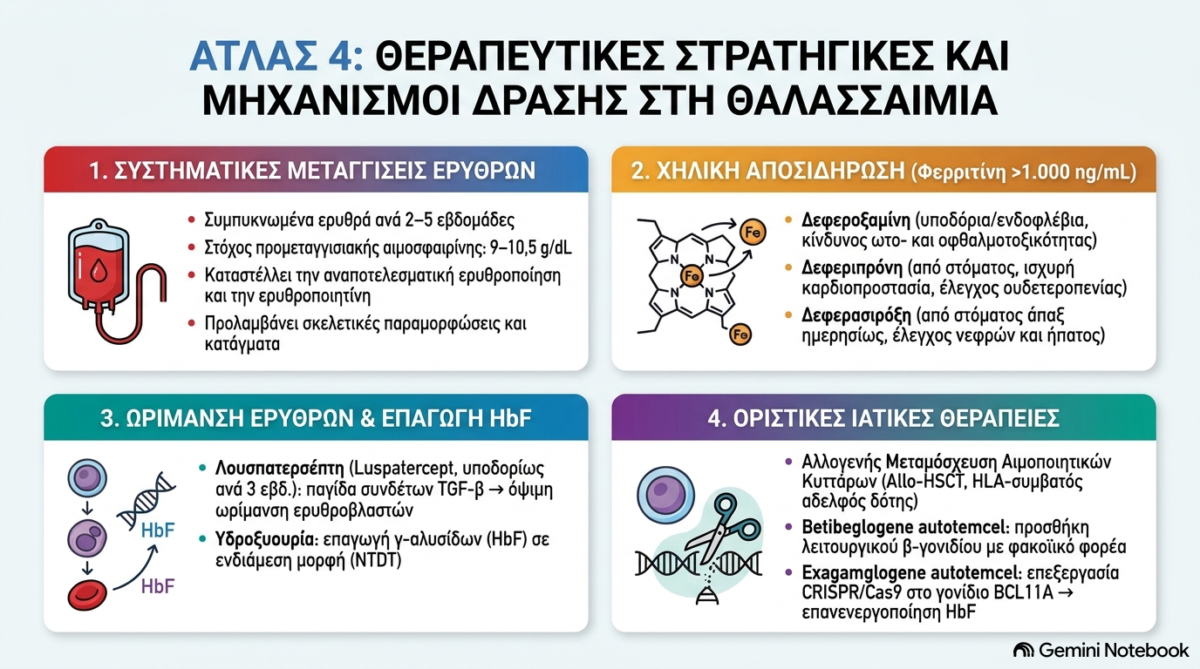 ΑΤΛΑΣ 4: ΘΕΡΑΠΕΥΤΙΚΕΣ ΣΤΡΑΤΗΓΙΚΕΣ ΚΑΙ
ΜΗΧΑΝΙΣΜΟΙ ΔΡΑΣΗΣ ΣΤΗ ΘΑΛΑΣΣΑΙΜΙΑ
1. ΣΥΣΤΗΜΑΤΙΚΕΣ ΜΕΤΑΓΓΙΣΕΙΣ ΕΡΥΘΡΩΝ
• Συμπυκνωμένα ερυθρά ανά 2–5 εβδομάδες
• Στόχος προμεταγγισιακής αιμοσφαιρίνης: 9–10,5 g/dL
• Καταστέλλει την αναποτελεσματική ερυθροποίηση
και την ερυθροποιητίνη
• Προλαμβάνει σκελετικές παραμορφώσεις και
κατάγματα
2. ΧΗΛΙΚΗ ΑΠΟΣΙΔΗΡΩΣΗ (Φερριτίνη >1.000 ng/mL)
N N
N N
Fe
Fe
Fe
• Δεφεροξαμίνη (υποδόρια/ενδοφλέβια,
κίνδυνος ωτο- και οφθαλμοτοξικότητας)
• Δεφεριπρόνη (από στόματος, ισχυρή
καρδιοπροστασία, έλεγχος ουδετεροπενίας)
• Δεφερασιρόξη (από στόματος άπαξ
ημερησίως, έλεγχος νεφρών και ήπατος)
3. ΩΡΙΜΑΝΣΗ ΕΡΥΘΡΩΝ & ΕΠΑΓΩΓΗ HbF
HbF
HbF
• Λουσπατερσέπτη (Luspatercept, υποδορίως
ανά 3 εβδ.): παγίδα συνδετών TGF-β → όψιμη
ωρίμανση ερυθροβλαστών
• Υδροξυουρία: επαγωγή γ-αλυσίδων (HbF) σε
ενδιάμεση μορφή (NTDT)
4. ΟΡΙΣΤΙΚΕΣ ΙΑΤΙΚΕΣ ΘΕΡΑΠΕΙΕΣ
• Αλλογενής Μεταμόσχευση Αιμοποιητικών
Κυττάρων (Allo-HSCT, HLA-συμβατός
αδελφός δότης)
• Betibeglogene autotemcel: προσθήκη
λειτουργικού β-γονιδίου με φακοϊικό φορέα
• Exagamglogene autotemcel: επεξεργασία
CRISPR/Cas9 στο γονίδιο BCL11A →
επανενεργοποίηση HbF
Gemini Notebook